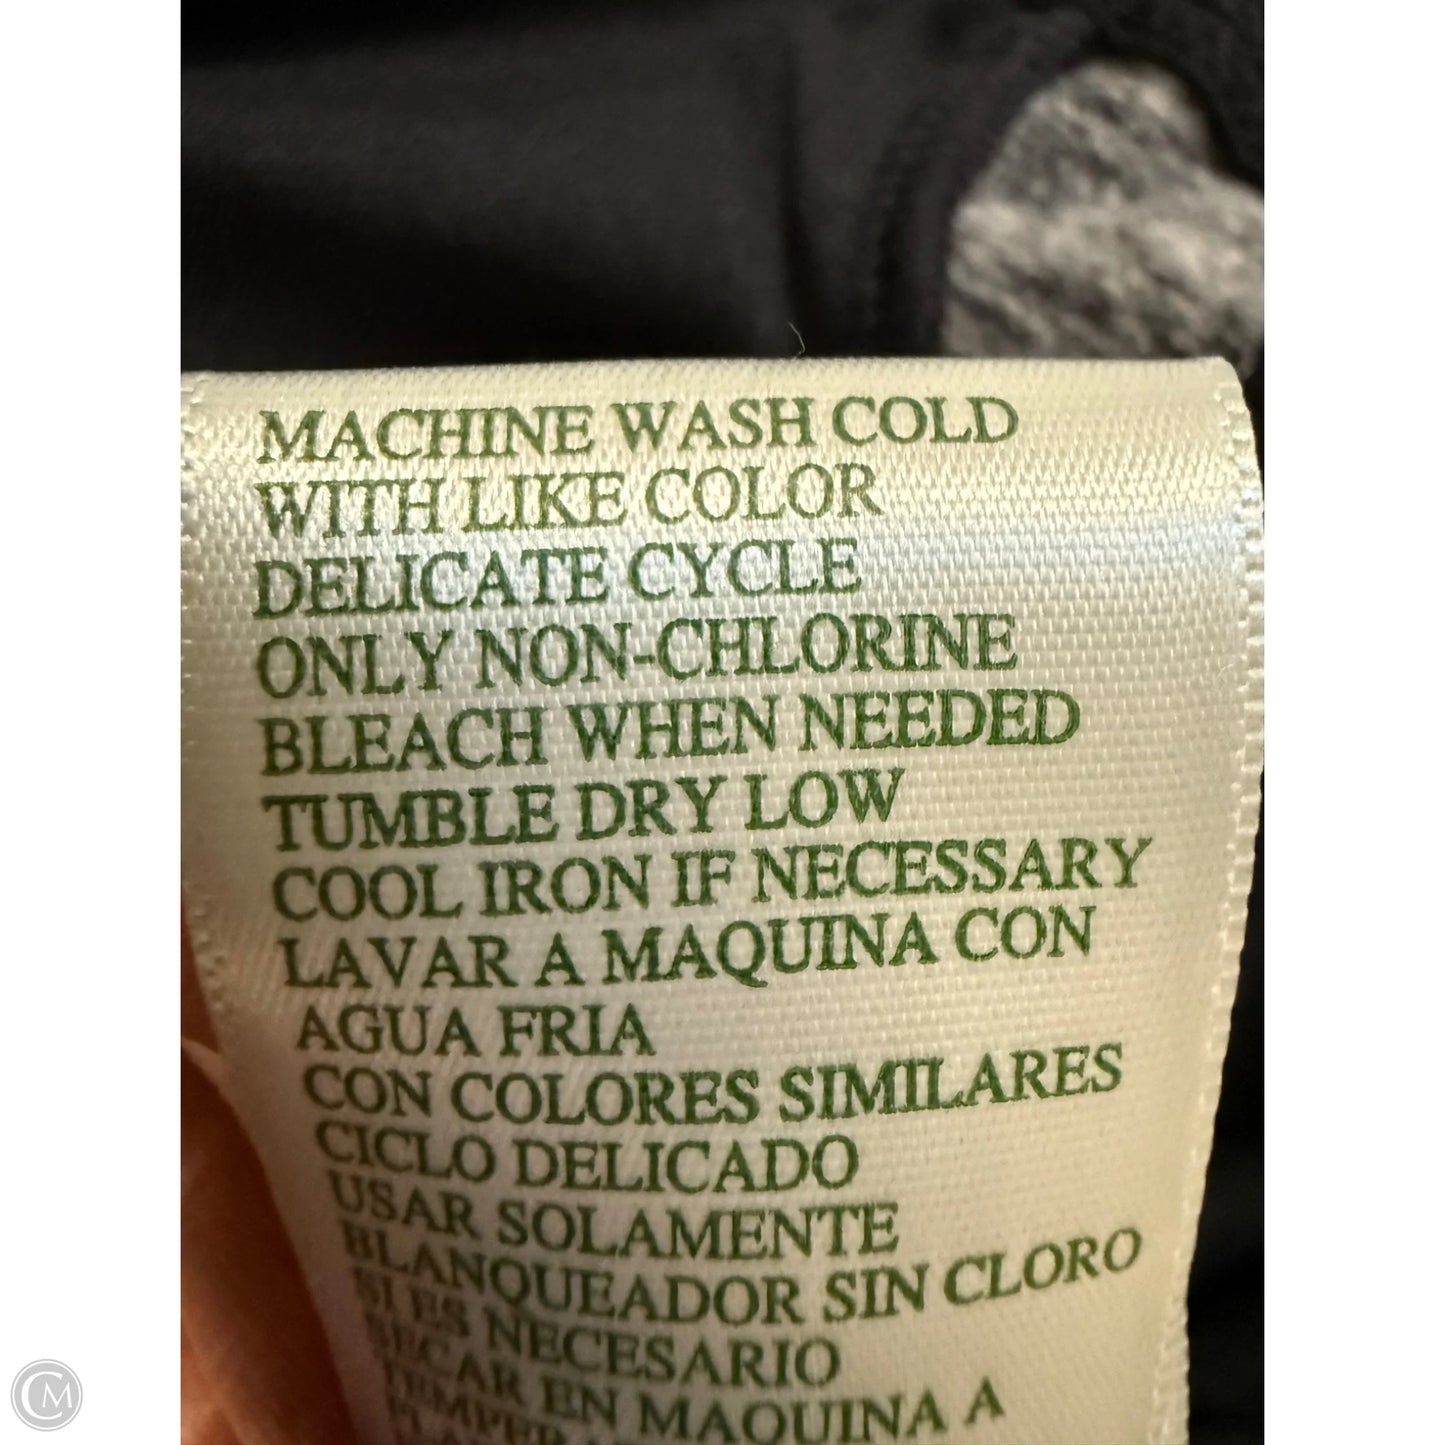 MACHINE WASH COLD
WITH LIKE COLOR
DELICATE CYCLE
ONLY NON-CHLORINE
BLEACH WHEN NEEDED
TUMBLE DRY LOW
COOL IRON IF NECESSARY
LAVAR A MAQUINA CON
AGUA FRIA
CON COLORES SIMILARES
CICLO DELICADO
USAR SOLAMENTE
BLANQUEADOR SIN CLORO
SI ES NECESARIO
SECAR EN MAQUINA A
CM